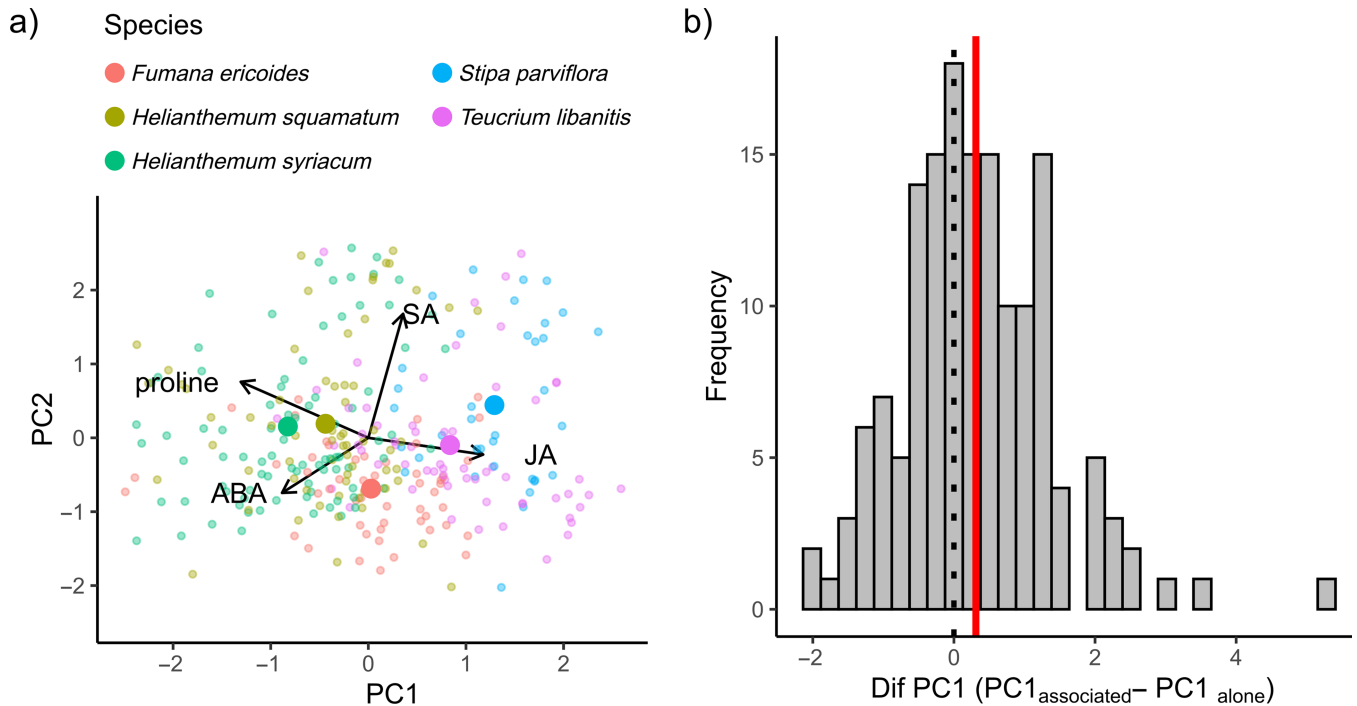 a)
Species
Fumana ericoides
Stipa parviflora
Helianthemum squamatum
Teucrium libanitis
Helianthemum syriacum
2
1
0
−1
−2
PC2
SA
proline
JA
ABA
−2 −1 0 1 2
PC1
b)
15
10
5
0
Frequency
−2 0 2 4
Dif PC1 (PC1associated− PC1 alone)